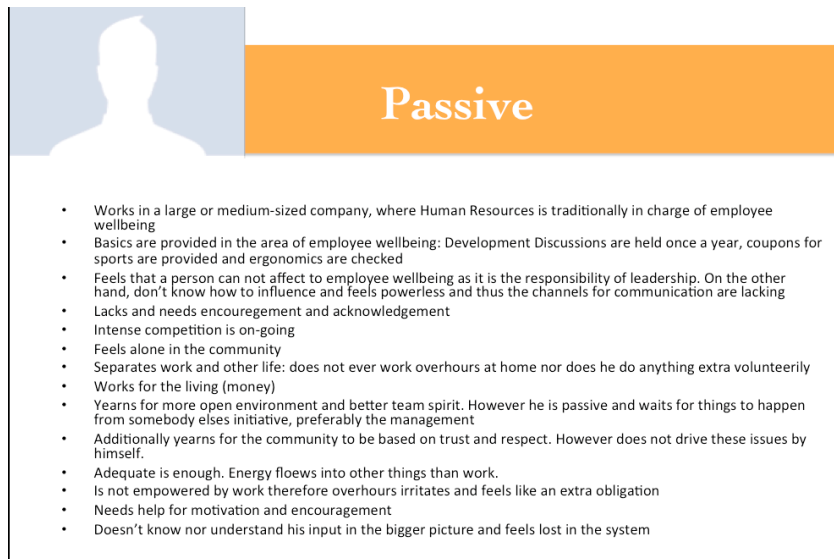 Passive
• Works in a large or medium-sized company, where Human Resources is traditionally in charge of employee
wellbeing
• Basics are provided in the area of employee wellbeing: Development Discussions are held once a year, coupons for
sports are provided and ergonomics are checked
• Feels that a person can not affect to employee wellbeing as it is the responsibility of leadership. On the other
hand, don’t know how to influence and feels powerless and thus the channels for communication are lacking
• Lacks and needs encouregement and acknowledgement
• Intense competition is on-going
• Feels alone in the community
• Separates work and other life: does not ever work overhours at home nor does he do anything extra volunteerily
• Works for the living (money)
• Yearns for more open environment and better team spirit. However he is passive and waits for things to happen
from somebody elses initiative, preferably the management
• Additionally yearns for the community to be based on trust and respect. However does not drive these issues by
himself.
• Adequate is enough. Energy floews into other things than work.
• Is not empowered by work therefore overhours irritates and feels like an extra obligation
• Needs help for motivation and encouragement
• Doesn’t know nor understand his input in the bigger picture and feels lost in the system